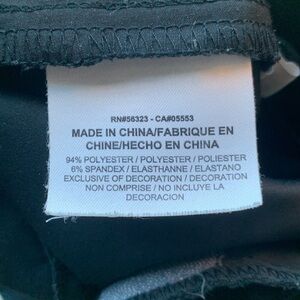 RN#56323 - CA#05553
MADE IN CHINA/FABRIQUE EN
CHINE/HECHO EN CHINA
94% POLYESTER / POLYESTER / POLIESTER
6% SPANDEX / ELASTHANNE / ELASTANO
EXCLUSIVE OF DECORATION / DECORATION
NON COMPRISE / NO INCLUYE LA
DECORACION